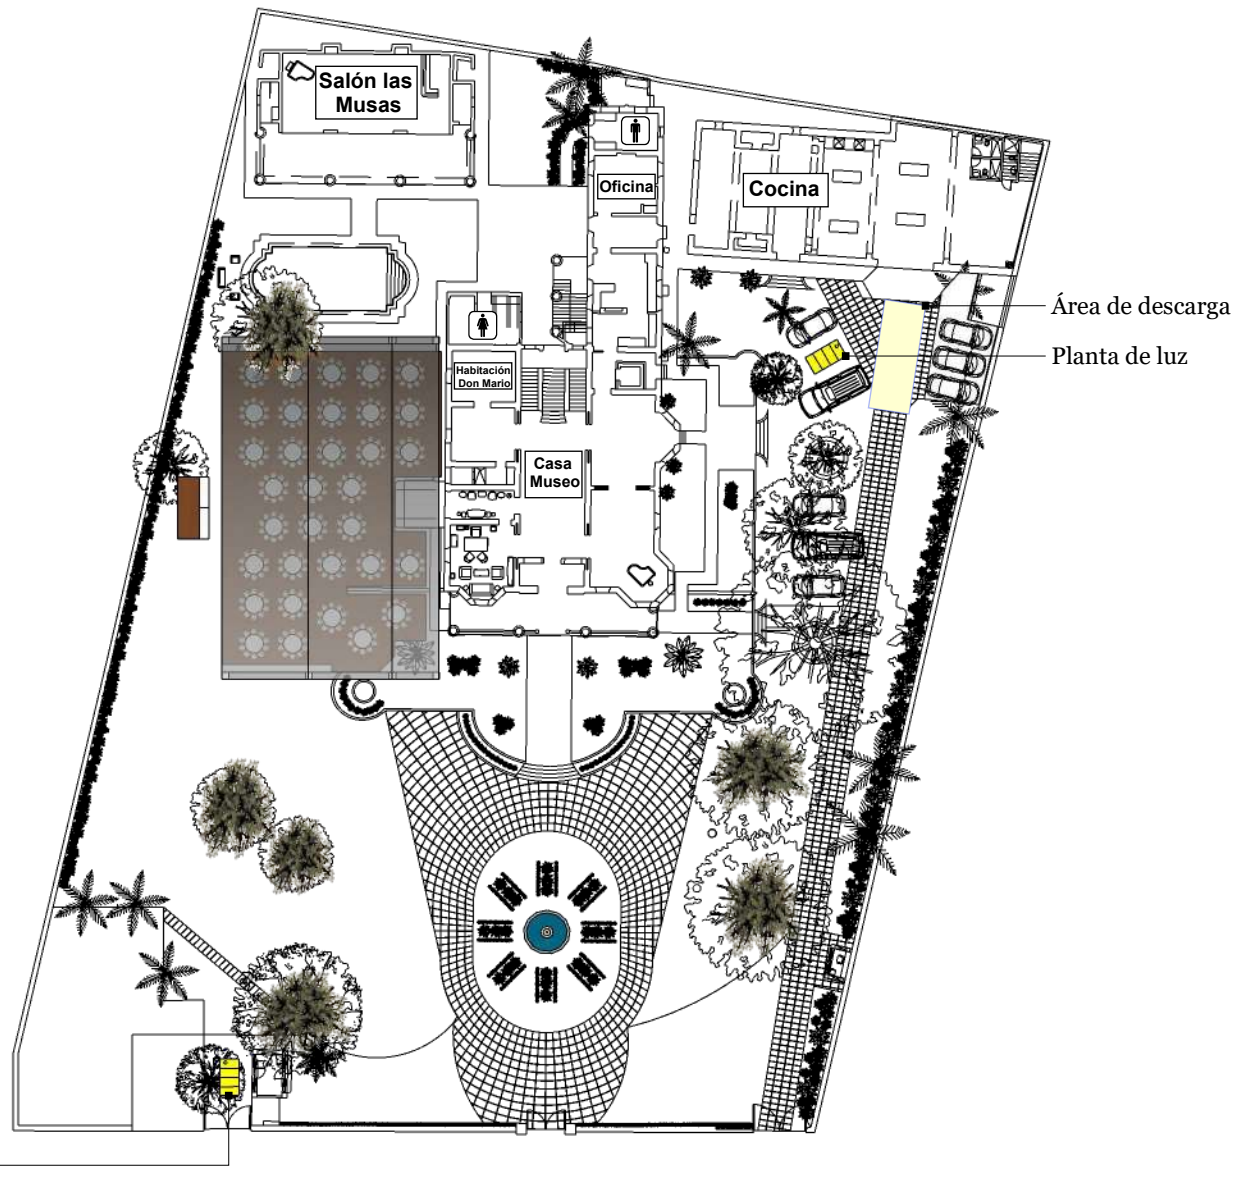 Salón las
Musas
Oficina
Cocina
Área de descarga
Planta de luz
Habitación
Don Mario
Casa
Museo